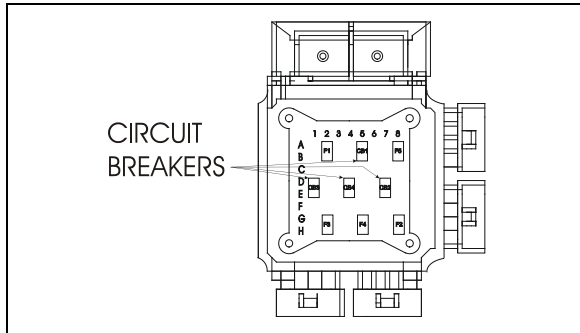 CIRCUIT
BREAKERS
1 2 3 4 5 6 7 8
A
B
C
D
E
F
G
H
F1 CB1 F5
CB3 CB4 CB2
F3 F4 F2